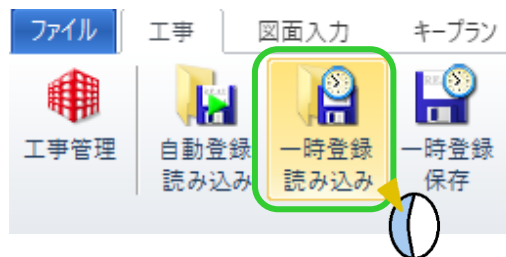 ファイル 工事 図面入力 キープラン
工事管理 自動登録 一時登録 一時登録
読み込み 読み込み 保存